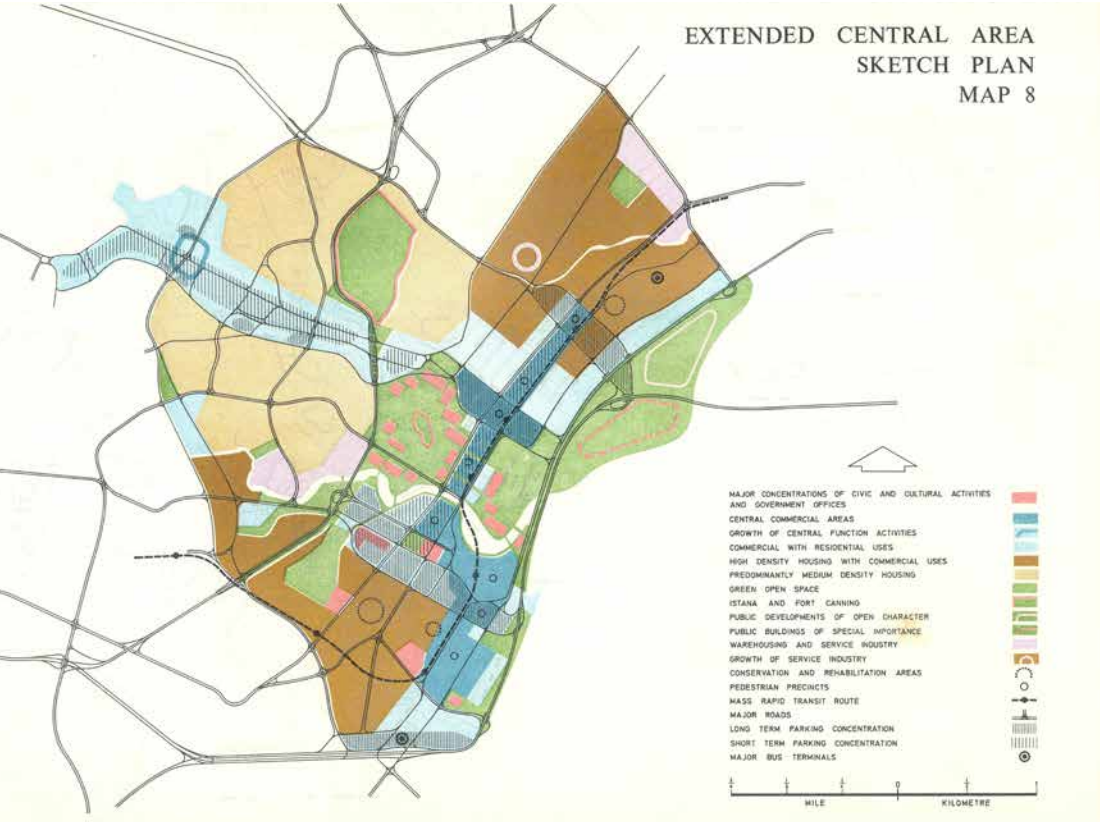 EXTENDED CENTRAL AREA
SKETCH PLAN
MAP 8
MAJOR CONCENTRATIONS OF CIVIC AND CULTURAL ACTIVITIES
AND GOVERNMENT OFFICES
CENTRAL COMMERCIAL AREAS
GROWTH OF CENTRAL FUNCTION ACTIVITIES
COMMERCIAL WITH RESIDENTIAL USES
HIGH DENSITY HOUSING WITH COMMERCIAL USES
PREDOMINANTLY MEDIUM DENSITY HOUSING
GREEN OPEN SPACE
ISTANA AND FORT CANNING
PUBLIC DEVELOPMENTS OF OPEN CHARACTER
PUBLIC BUILDINGS OF SPECIAL IMPORTANCE
WAREHOUSING AND SERVICE INDUSTRY
GROWTH OF SERVICE INDUSTRY
CONSERVATION AND REHABILITATION AREAS
PEDESTRIAN PRECINCTS
MASS RAPID TRANSIT ROUTE
MAJOR ROADS
LONG TERM PARKING CONCENTRATION
SHORT TERM PARKING CONCENTRATION
MAJOR BUS TERMINALS
0
MILE KILOMETRE